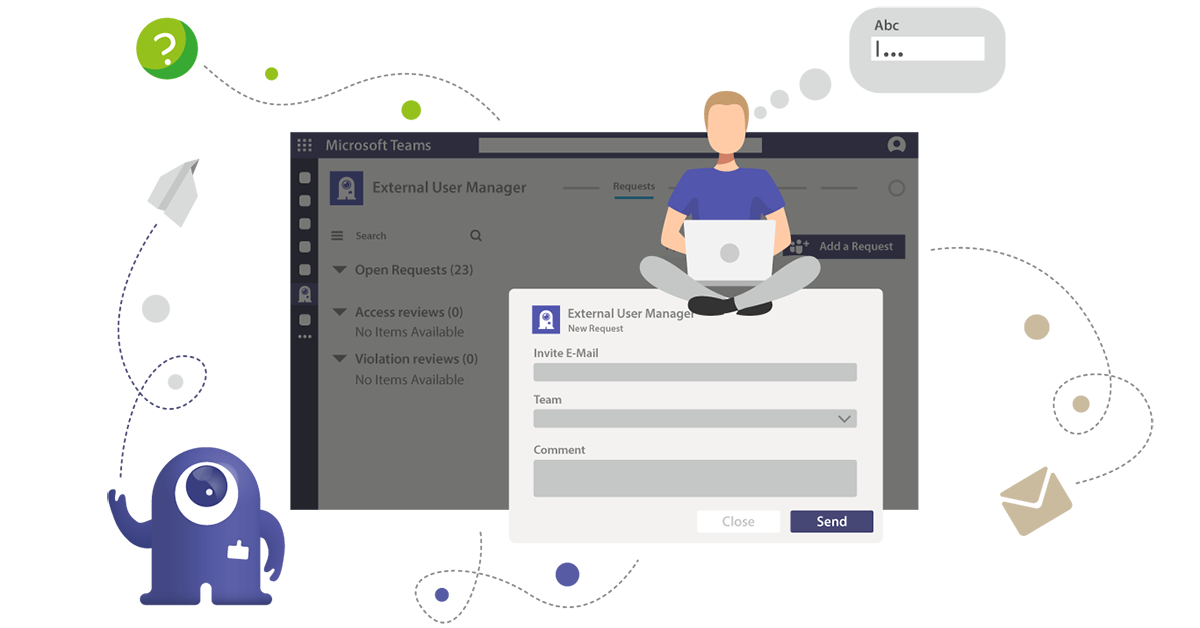 ?
Abc
|...
Microsoft Teams
External User Manager
Requests
Search
Add a Request
Open Requests (23)
Access reviews (0)
No Items Available
Violation reviews (0)
No Items Available
External User Manager
New Request
Invite E-Mail
Team
Comment
Close
Send